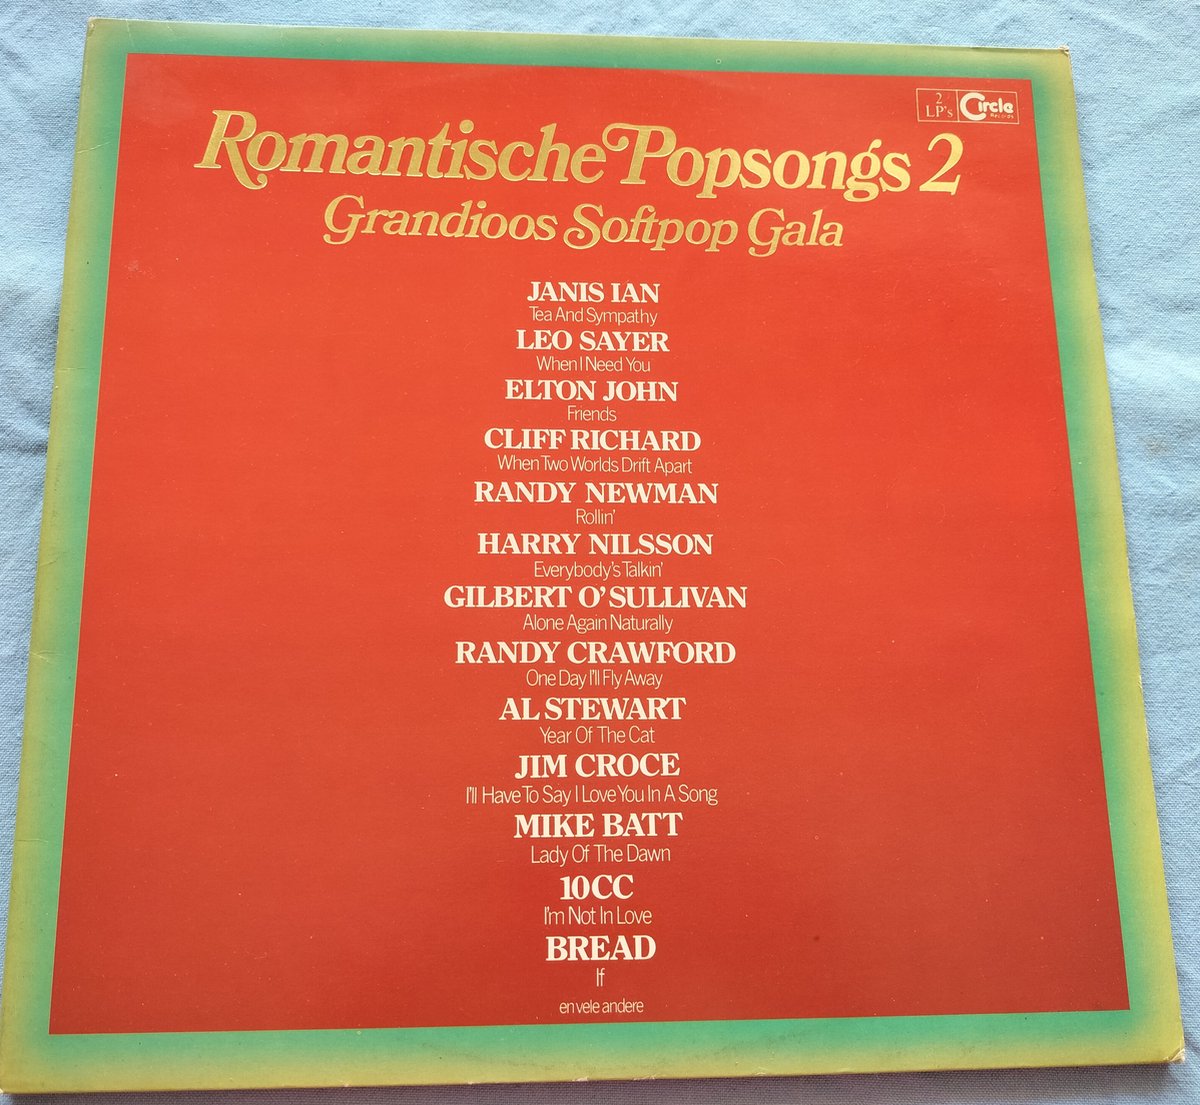 2 LP's Circle Records
Romantische Popsongs 2
Grandioos Softpop Gala
JANIS IAN
Tea And Sympathy
LEO SAYER
When I Need You
ELTON JOHN
Friends
CLIFF RICHARD
When Two Worlds Drift Apart
RANDY NEWMAN
Rollin'
HARRY NILSSON
Everybody's Talkin'
GILBERT O'SULLIVAN
Alone Again Naturally
RANDY CRAWFORD
One Day I'll Fly Away
AL STEWART
Year Of The Cat
JIM CROCE
I'll Have To Say I Love You In A Song
MIKE BATT
Lady Of The Dawn
10CC
I'm Not In Love
BREAD
If
en vele andere